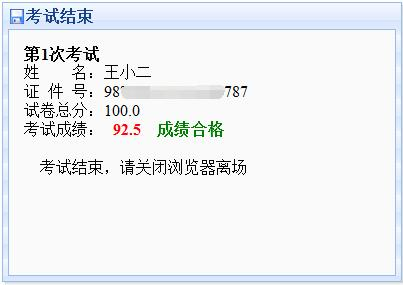 考试结束
第1次考试
姓 名：王小二
证 件 号：987 787
试卷总分：100.0
考试成绩： 92.5 成绩合格
考试结束，请关闭浏览器离场